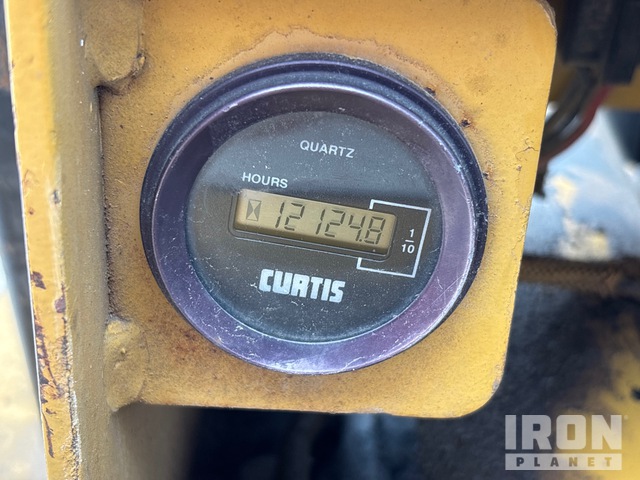 QUARTZ
HOURS
12124.8
1
10
CURTIS
IRON
PLANET